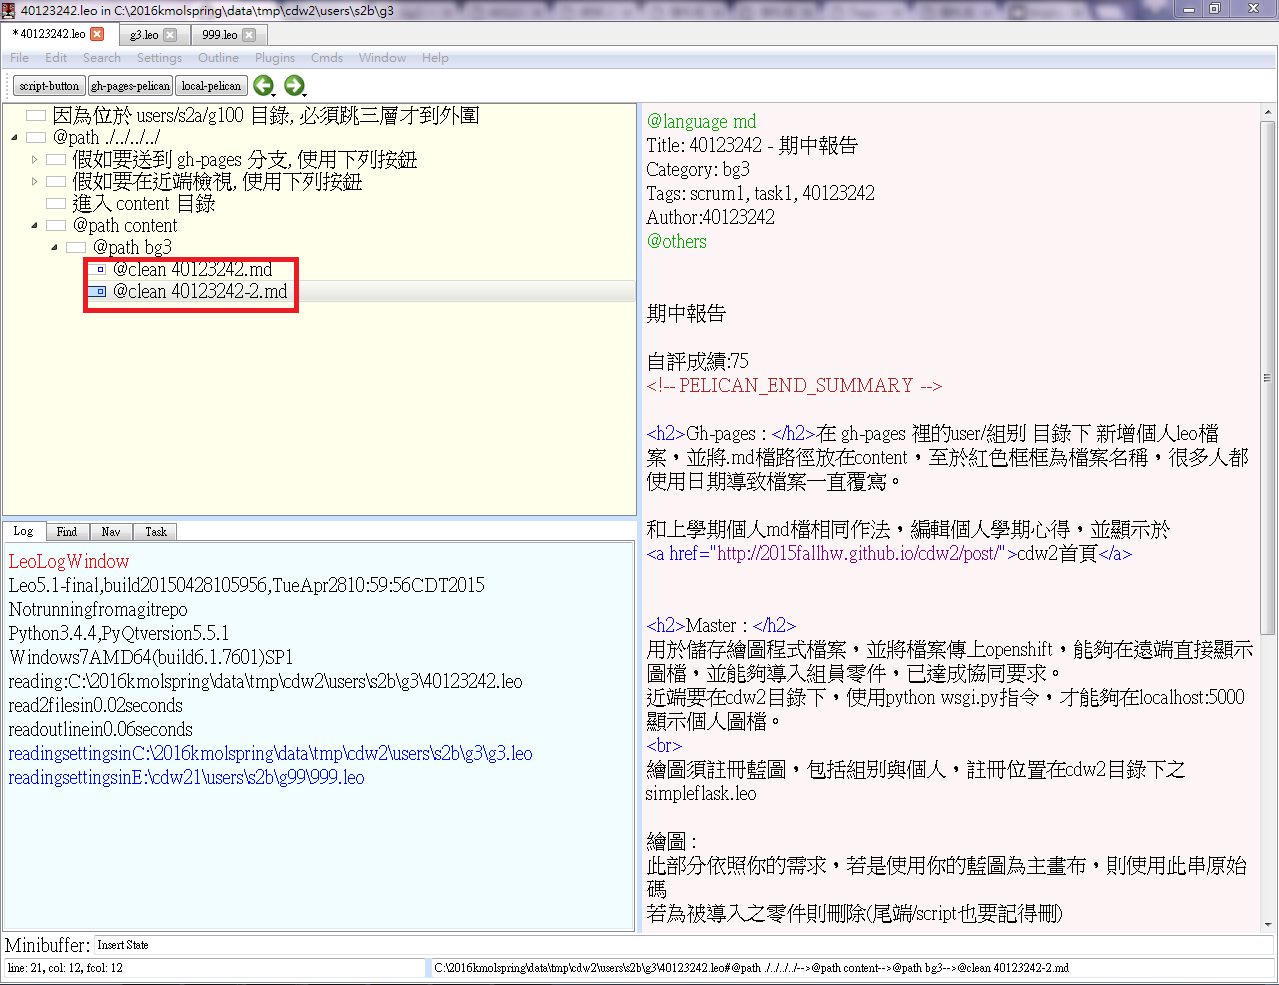 40123242.leo in C:\2016kmolspring\data\tmp\cdw2\users\s2b\g3
* 40123242.leo
g3.leo
999.leo
File Edit Search Settings Outline Plugins Cmds Window Help
script-button gh-pages-pelican local-pelican
因為位於 users/s2a/g100 目錄, 必須跳三層才到外圍
@path ./../../../
假如要送到 gh-pages 分支, 使用下列按鈕
假如要在近端檢視, 使用下列按鈕
進入 content 目錄
@path content
@path bg3
@clean 40123242.md
@clean 40123242-2.md
Log Find Nav Task
LeoLogWindow
Leo5.1-final,build20150428105956,TueApr2810:59:56CDT2015
Notrunningfromagitrepo
Python3.4.4,PyQtversion5.5.1
Windows7AMD64(build6.1.7601)SP1
reading:C:\2016kmolspring\data\tmp\cdw2\users\s2b\g3\40123242.leo
read2filesin0.02seconds
readoutlinein0.06seconds
readingsettingsinC:\2016kmolspring\data\tmp\cdw2\users\s2b\g3\g3.leo
readingsettingsinE:\cdw21\users\s2b\g99\999.leo
@language md
Title: 40123242 - 期中報告
Category: bg3
Tags: scrum1, task1, 40123242
Author:40123242
@others
期中報告
自評成績:75
<!-- PELICAN_END_SUMMARY -->
<h2>Gh-pages : </h2>在 gh-pages 裡的user/組別 目錄下 新增個人leo檔
案，並將.md檔路徑放在content，至於紅色框框為檔案名稱，很多人都
使用日期導致檔案一直覆寫。
和上學期個人md檔相同作法，編輯個人學期心得，並顯示於
<a href="http://2015fallhw.github.io/cdw2/post/">cdw2首頁</a>
<h2>Master : </h2>
用於儲存繪圖程式檔案，並將檔案傳上openshift，能夠在遠端直接顯示
圖檔，並能夠導入組員零件，已達成協同要求。
近端要在cdw2目錄下，使用python wsgi.py指令，才能夠在localhost:5000
顯示個人圖檔。
<br>
繪圖須註冊藍圖，包括組別與個人，註冊位置在cdw2目錄下之
simpleflask.leo
繪圖 :
此部分依照你的需求，若是使用你的藍圖為主畫布，則使用此串原始
碼
若為被導入之零件則刪除(尾端/script也要記得刪)
Minibuffer: Insert State
line: 21, col: 12, fcol: 12
C:\2016kmolspring\data\tmp\cdw2\users\s2b\g3\40123242.leo#@path ./../../../-->@path content-->@path bg3-->@clean 40123242-2.md